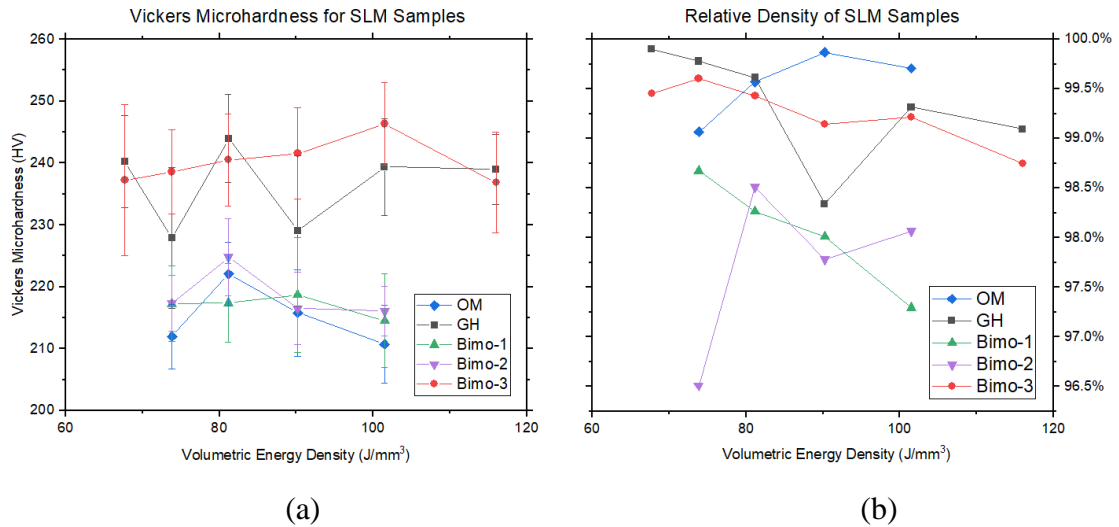 Vickers Microhardness for SLM Samples
260
250
240
230
220
210
200
Vickers Microhardness (HV)
60
80
100
120
Volumetric Energy Density (J/mm³)
OM
GH
Bimo-1
Bimo-2
Bimo-3
(a)
Relative Density of SLM Samples
100.0%
99.5%
99.0%
98.5%
98.0%
97.5%
97.0%
96.5%
60
80
100
120
Volumetric Energy Density (J/mm³)
OM
GH
Bimo-1
Bimo-2
Bimo-3
(b)